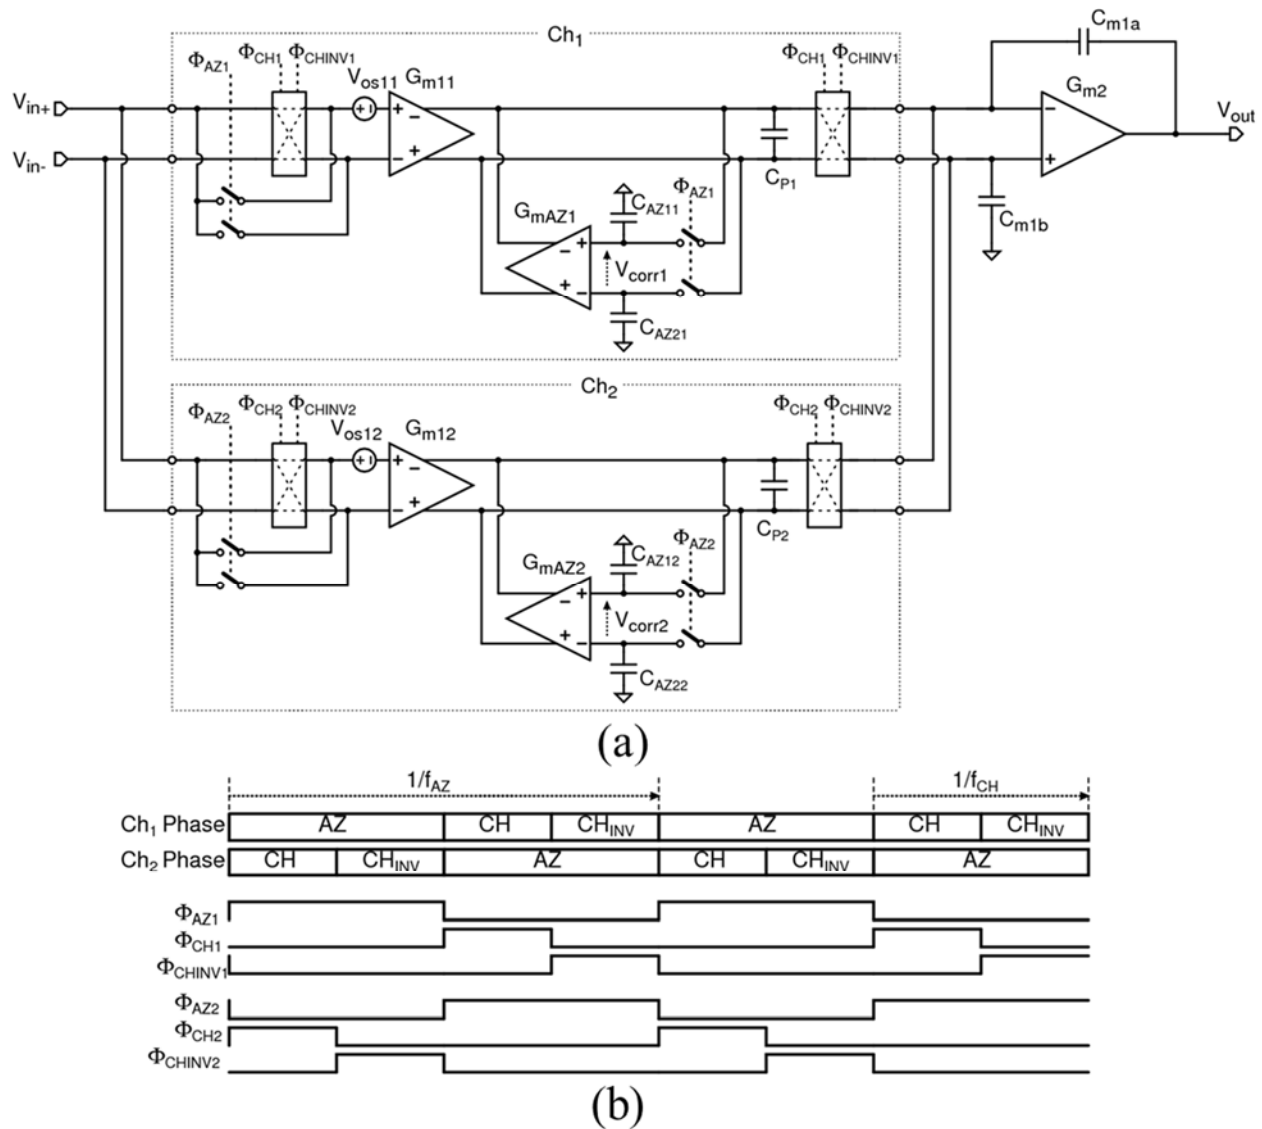 (a)
Ch1
Cm1a
ΦCH1 ΦCHINV1
ΦCH1 ΦCHINV1
ΦAZ1
Vos11 Gm11
Gm2
Vin+
Vout
Vin-
CP1
Cm1b
GmAZ1
CAZ11
ΦAZ1
Vcorr1
CAZ21
Ch2
ΦAZ2
ΦCH2 ΦCHINV2
ΦCH2 ΦCHINV2
Vos12 Gm12
CP2
GmAZ2
CAZ12
ΦAZ2
Vcorr2
CAZ22
(a)
1/fAZ
1/fCH
Ch1 Phase AZ CH CHINV AZ CH CHINV
Ch2 Phase CH CHINV AZ CH CHINV AZ
ΦAZ1
ΦCH1
ΦCHINV1
ΦAZ2
ΦCH2
ΦCHINV2
(b)